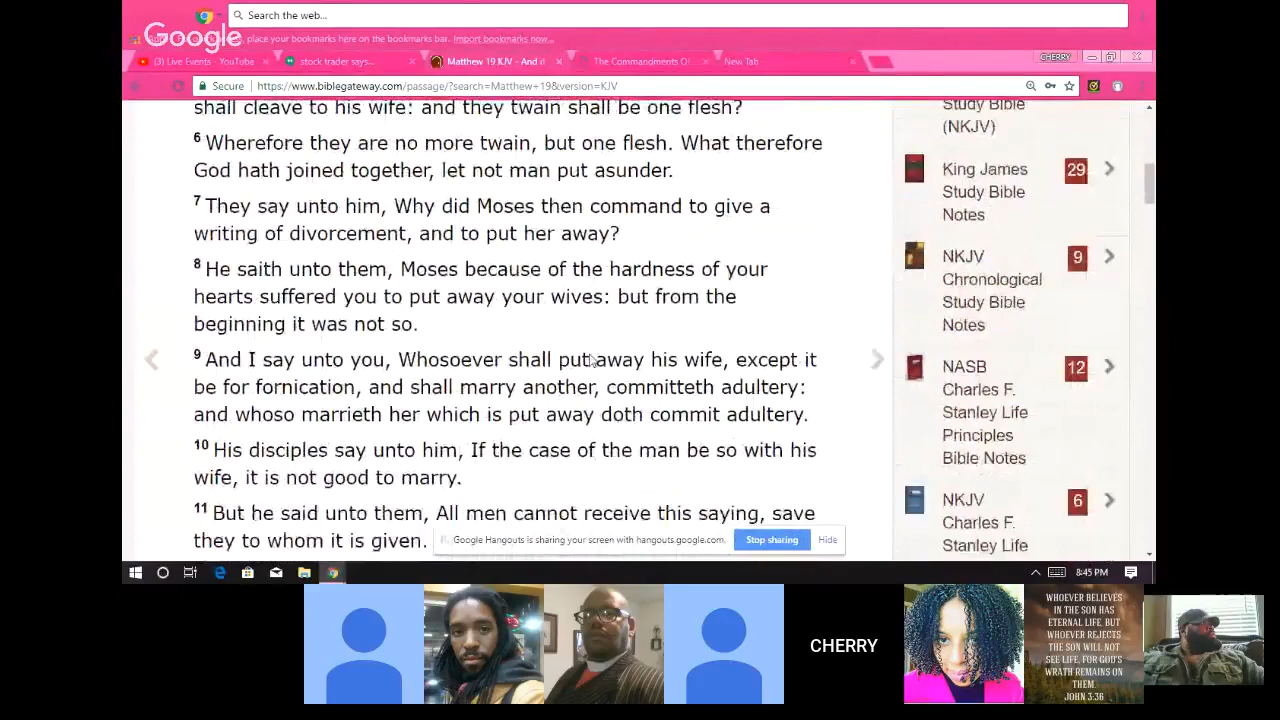 Search the web...
Google
place your bookmarks here on the bookmarks bar. Import bookmarks now...
(3) Live Events - YouTube
stock trader says...
Matthew 19 KJV - And it
The Commandments Of
New Tab
CHERRY
Secure
https://www.biblegateway.com/passage/?search=Matthew+19&version=KJV
shall cleave to his wife: and they twain shall be one flesh?
6 Wherefore they are no more twain, but one flesh. What therefore
God hath joined together, let not man put asunder.
7 They say unto him, Why did Moses then command to give a
writing of divorcement, and to put her away?
8 He saith unto them, Moses because of the hardness of your
hearts suffered you to put away your wives: but from the
beginning it was not so.
9 And I say unto you, Whosoever shall put away his wife, except it
be for fornication, and shall marry another, committeth adultery:
and whoso marrieth her which is put away doth commit adultery.
10 His disciples say unto him, If the case of the man be so with his
wife, it is not good to marry.
11 But he said unto them, All men cannot receive this saying, save
they to whom it is given.
Study Bible
(NKJV)
King James
Study Bible
Notes
29
NKJV
Chronological
Study Bible
Notes
9
NASB
Charles F.
Stanley Life
Principles
Bible Notes
12
NKJV
Charles F.
Stanley Life
6
Google Hangouts is sharing your screen with hangouts.google.com.
Stop sharing
Hide
8:45 PM
CHERRY
WHOEVER BELIEVES
IN THE SON HAS
ETERNAL LIFE, BUT
WHOEVER REJECTS
THE SON WILL NOT
SEE LIFE, FOR GOD'S
WRATH REMAINS ON
THEM.
JOHN 3:36